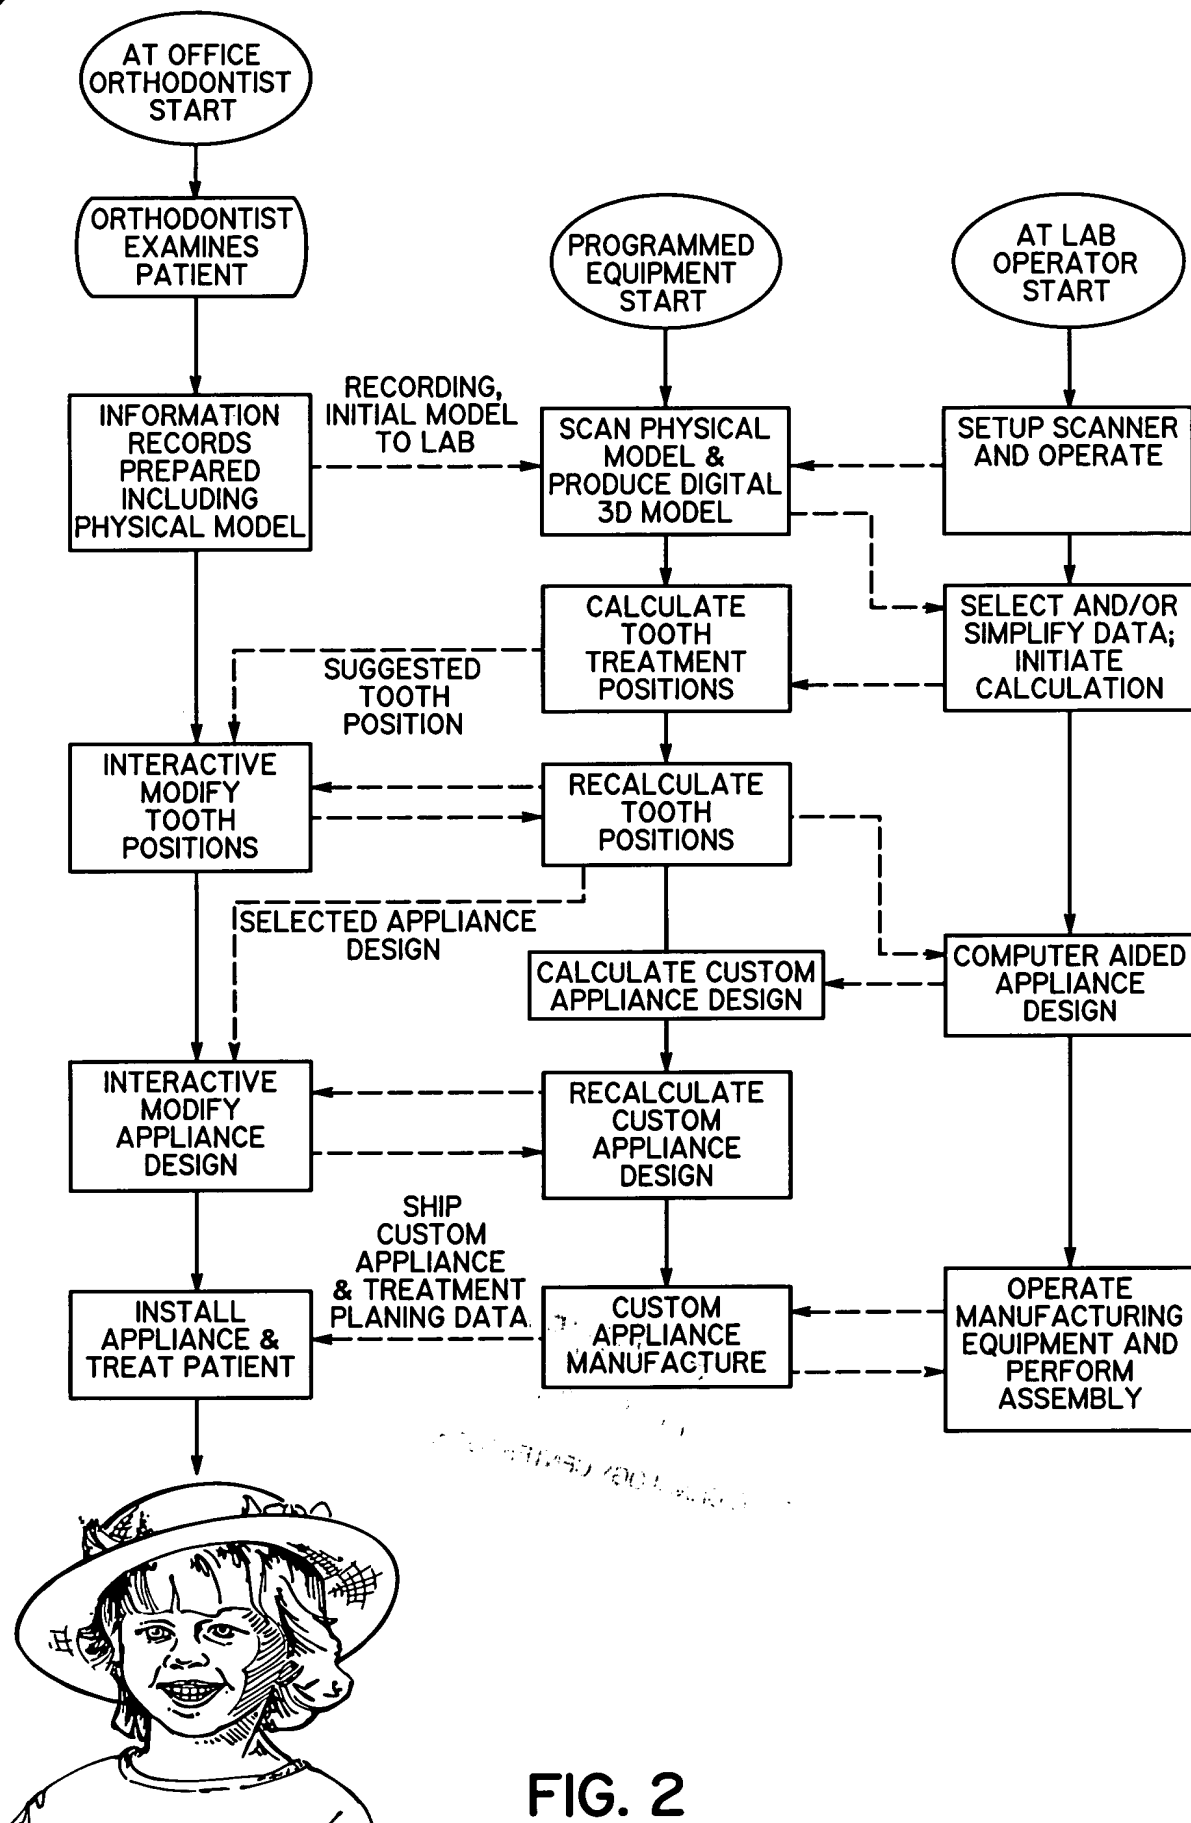 AT OFFICE
ORTHODONTIST
START
ORTHODONTIST
EXAMINES
PATIENT
PROGRAMMED
EQUIPMENT
START
AT LAB
OPERATOR
START
INFORMATION
RECORDS
PREPARED
INCLUDING
PHYSICAL MODEL
RECORDING,
INITIAL MODEL
TO LAB
SCAN PHYSICAL
MODEL &
PRODUCE DIGITAL
3D MODEL
SETUP SCANNER
AND OPERATE
CALCULATE
TOOTH
TREATMENT
POSITIONS
SELECT AND/OR
SIMPLIFY DATA;
INITIATE
CALCULATION
SUGGESTED
TOOTH
POSITION
INTERACTIVE
MODIFY
TOOTH
POSITIONS
RECALCULATE
TOOTH
POSITIONS
SELECTED APPLIANCE
DESIGN
CALCULATE CUSTOM
APPLIANCE DESIGN
COMPUTER AIDED
APPLIANCE
DESIGN
INTERACTIVE
MODIFY
APPLIANCE
DESIGN
RECALCULATE
CUSTOM
APPLIANCE
DESIGN
SHIP
CUSTOM
APPLIANCE
& TREATMENT
PLANING DATA
INSTALL
APPLIANCE &
TREAT PATIENT
CUSTOM
APPLIANCE
MANUFACTURE
OPERATE
MANUFACTURING
EQUIPMENT AND
PERFORM
ASSEMBLY
FIG. 2